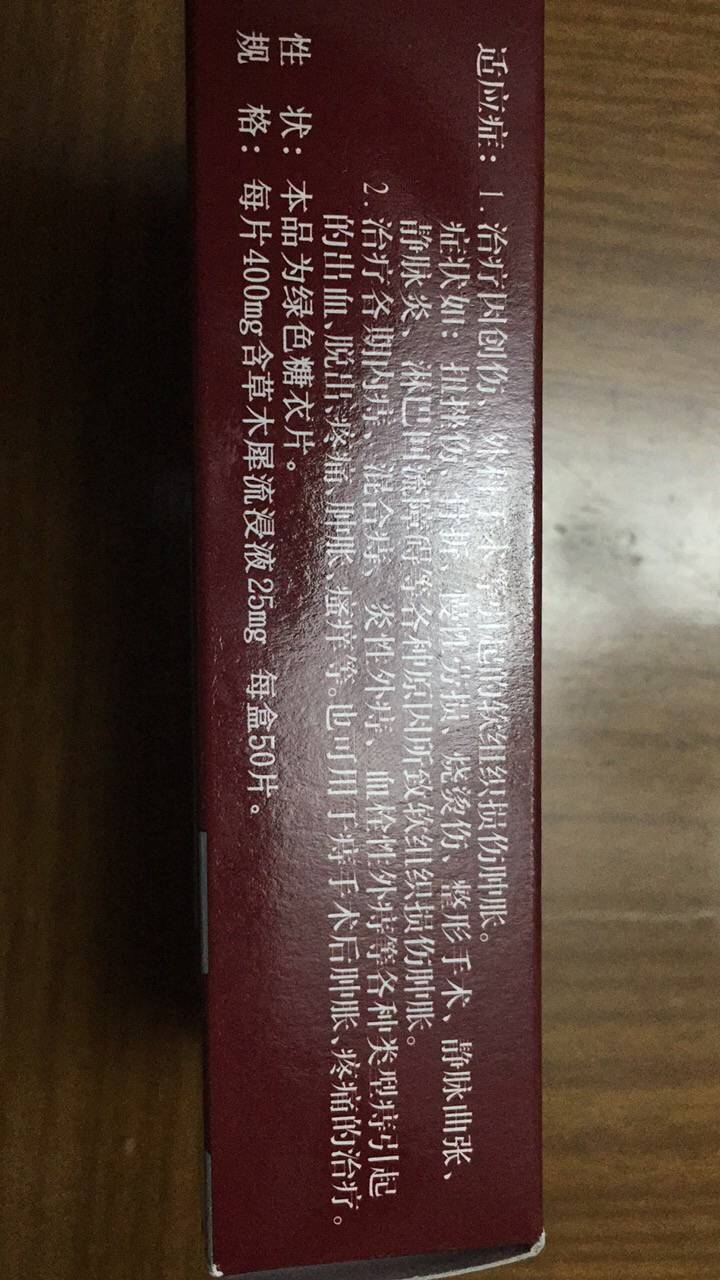 适应症：1.治疗因创伤、外科手术等引起的软组织损伤肿胀。
症状如：扭挫伤、骨折、慢性劳损、烧烫伤、整形手术、静脉曲张、
静脉炎、淋巴回流障碍等各种原因所致软组织损伤肿胀。
2.治疗各期内痔、混合痔、炎性外痔、血栓性外痔等各种类型痔引起
的出血、脱出、疼痛、肿胀、瘙痒等。也可用于痔手术后肿胀、疼痛的治疗。
性 状：本品为绿色糖衣片。
规 格：每片400mg含草木犀流浸液25mg 每盒50片。